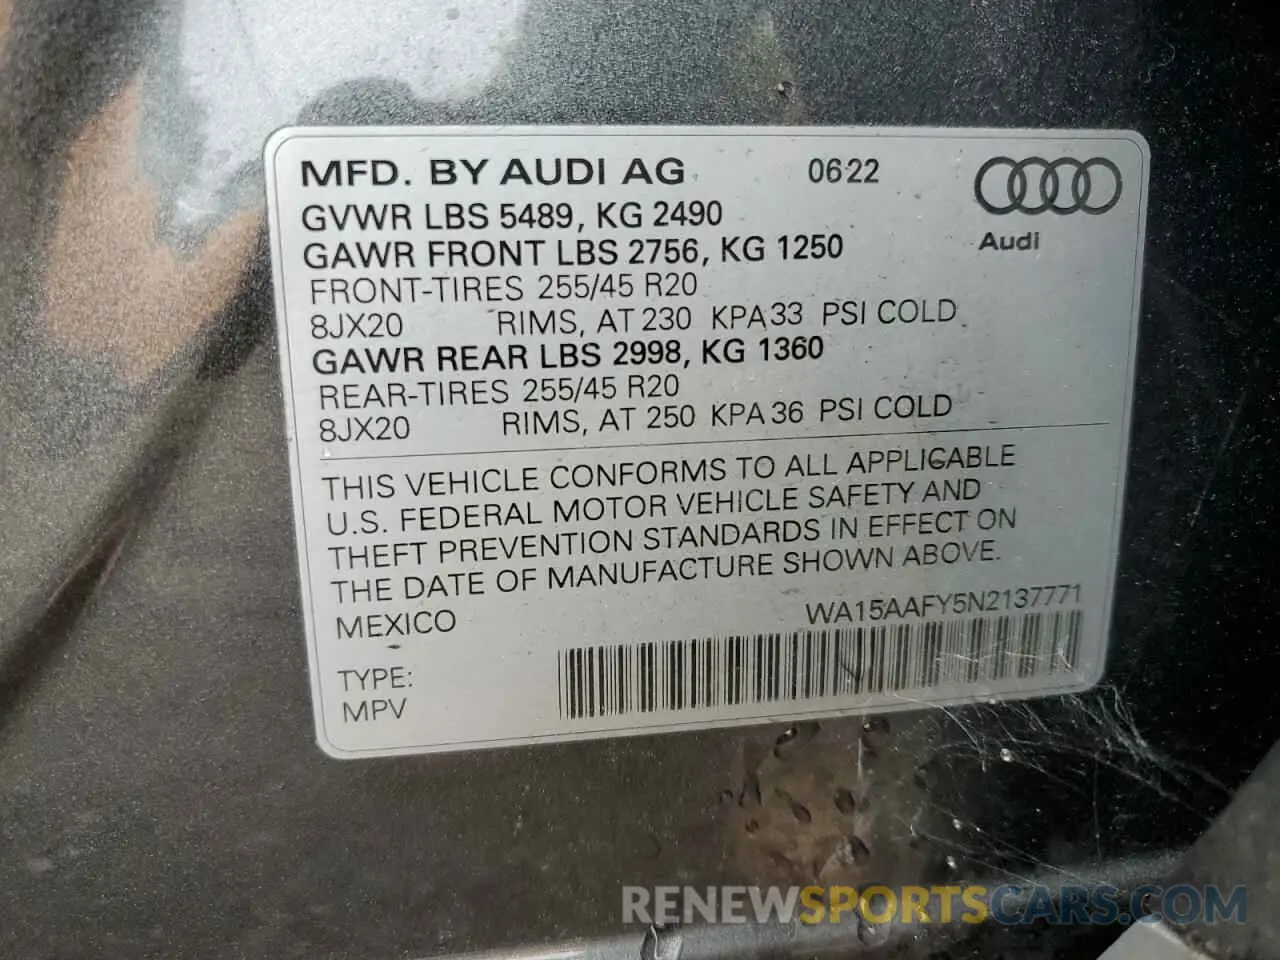 MFD. BY AUDI AG 06 22
GVWR LBS 5489, KG 2490
Audi
GAWR FRONT LBS 2756, KG 1250
FRONT-TIRES 255/45 R20
8JX20 RIMS, AT 230 KPA 33 PSI COLD
GAWR REAR LBS 2998, KG 1360
REAR-TIRES 255/45 R20
8JX20 RIMS, AT 250 KPA 36 PSI COLD
THIS VEHICLE CONFORMS TO ALL APPLICABLE
U.S. FEDERAL MOTOR VEHICLE SAFETY AND
THEFT PREVENTION STANDARDS IN EFFECT ON
THE DATE OF MANUFACTURE SHOWN ABOVE.
MEXICO WA15AAFY5N2137771
TYPE:
MPV
RENEWSPORTSCARS.COM